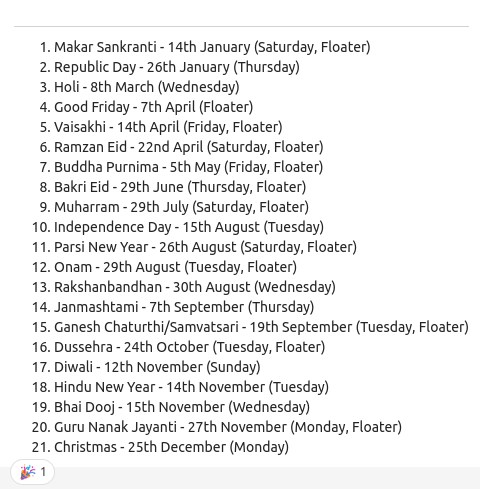 1. Makar Sankranti - 14th January (Saturday, Floater)
2. Republic Day - 26th January (Thursday)
3. Holi - 8th March (Wednesday)
4. Good Friday - 7th April (Floater)
5. Vaisakhi - 14th April (Friday, Floater)
6. Ramzan Eid - 22nd April (Saturday, Floater)
7. Buddha Purnima - 5th May (Friday, Floater)
8. Bakri Eid - 29th June (Thursday, Floater)
9. Muharram - 29th July (Saturday, Floater)
10. Independence Day - 15th August (Tuesday)
11. Parsi New Year - 26th August (Saturday, Floater)
12. Onam - 29th August (Tuesday, Floater)
13. Rakshanbandhan - 30th August (Wednesday)
14. Janmashtami - 7th September (Thursday)
15. Ganesh Chaturthi/Samvatsari - 19th September (Tuesday, Floater)
16. Dussehra - 24th October (Tuesday, Floater)
17. Diwali - 12th November (Sunday)
18. Hindu New Year - 14th November (Tuesday)
19. Bhai Dooj - 15th November (Wednesday)
20. Guru Nanak Jayanti - 27th November (Monday, Floater)
21. Christmas - 25th December (Monday)
1